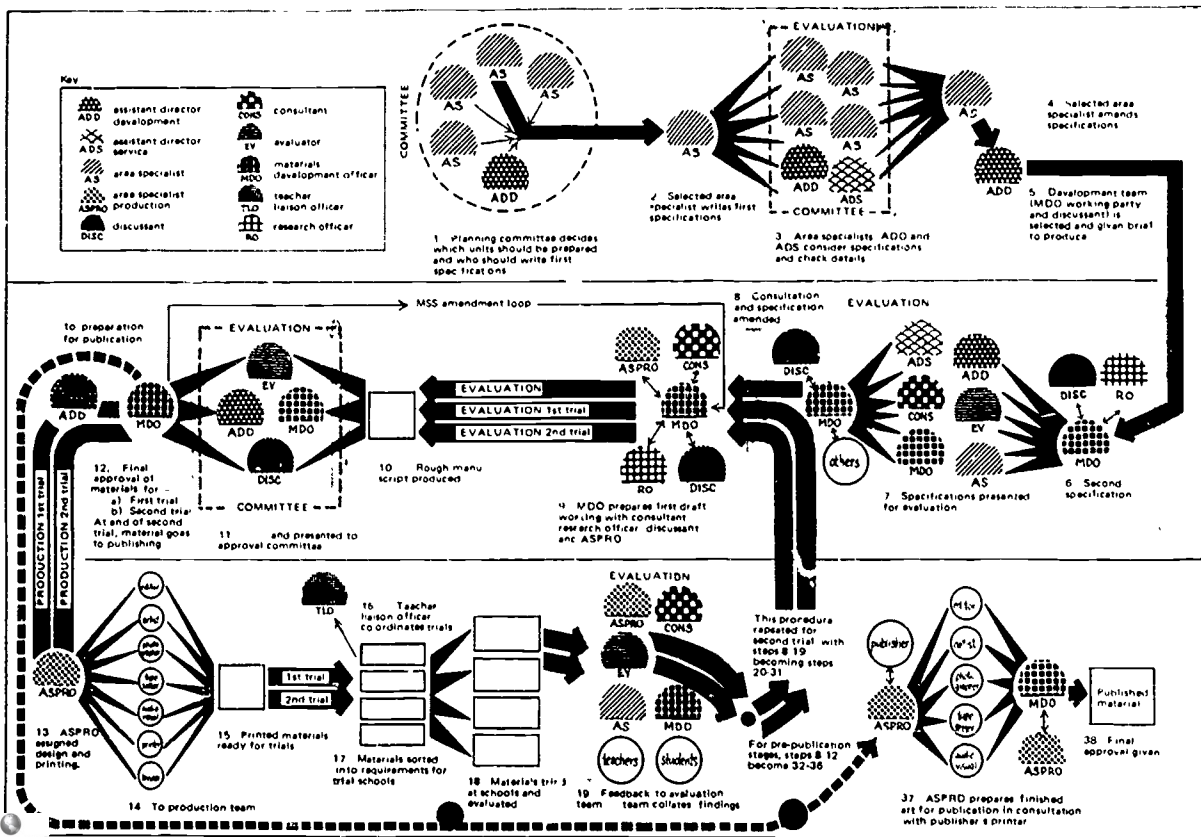 Key
ADD
assistant director
development
ADS
assistant director
service
AS
area specialist
ASPRO
area specialist
production
DISC
discussant
CONS
consultant
EV
evaluator
MDO
materials
development officer
TLO
teacher
liaison officer
RO
research officer
COMMITTEE
AS
AS
AS
AS
ADD
1 Planning committee decides
which units should be prepared
and who should write first
specifications
AS
2 Selected area
specialist writes first
specifications
EVALUATION
AS
AS
AS
AS
ADD
ADS
COMMITTEE
3 Area specialists ADO and
ADS consider specifications
and check details
AS
4 Selected area
specialist amends
specifications
ADD
5 Development team
(MDO working party
and discussant) is
selected and given brief
to produce
MSS amendment loop
to preparation
for publication
ADD
MDO
12. Final
approval of
materials for –
a) First trial
b) Second trial
At end of second
trial, material goes
to publishing
PRODUCTION 1st trial
PRODUCTION 2nd trial
EVALUATION
EV
ADD
MDO
DISC
COMMITTEE
11 and presented to
approval committee
10 Rough manu
script produced
EVALUATION
EVALUATION 1st trial
EVALUATION 2nd trial
ASPRO
CONS
MDO
RO
DISC
9 MDO prepares first draft
working with consultant
research officer discussant
and ASPRO
8 Consultation
and specification
amended
DISC
MDO
others
EVALUATION
ADS
ADD
CONS
EV
MDO
AS
7 Specifications presented
for evaluation
DISC
RO
MDO
6 Second
specification
ASPRO
13 ASPRO
assigned
design and
printing.
editor
artist
14 To production team
15 Printed materials
ready for trials
1st trial
2nd trial
TLO
16 Teacher
liaison officer
co ordinates trials
17 Materials sorted
into requirements for
trial schools
18 Materials tried
at schools and
evaluated
EVALUATION
ASPRO
CONS
EV
AS
MDO
teachers
students
19 Feedback to evaluation
team team collates findings
This procedure
repeated for
second trial with
steps 8 19
becoming steps
20-31
For pre-publication
stages, steps 8 12
become 32-36
publisher
ASPRO
editor
artist
audio
visual
37 ASPRO prepares finished
art for publication in consultation
with publisher s printer
MDO
ASPRO
Published
material
38 Final
approval given